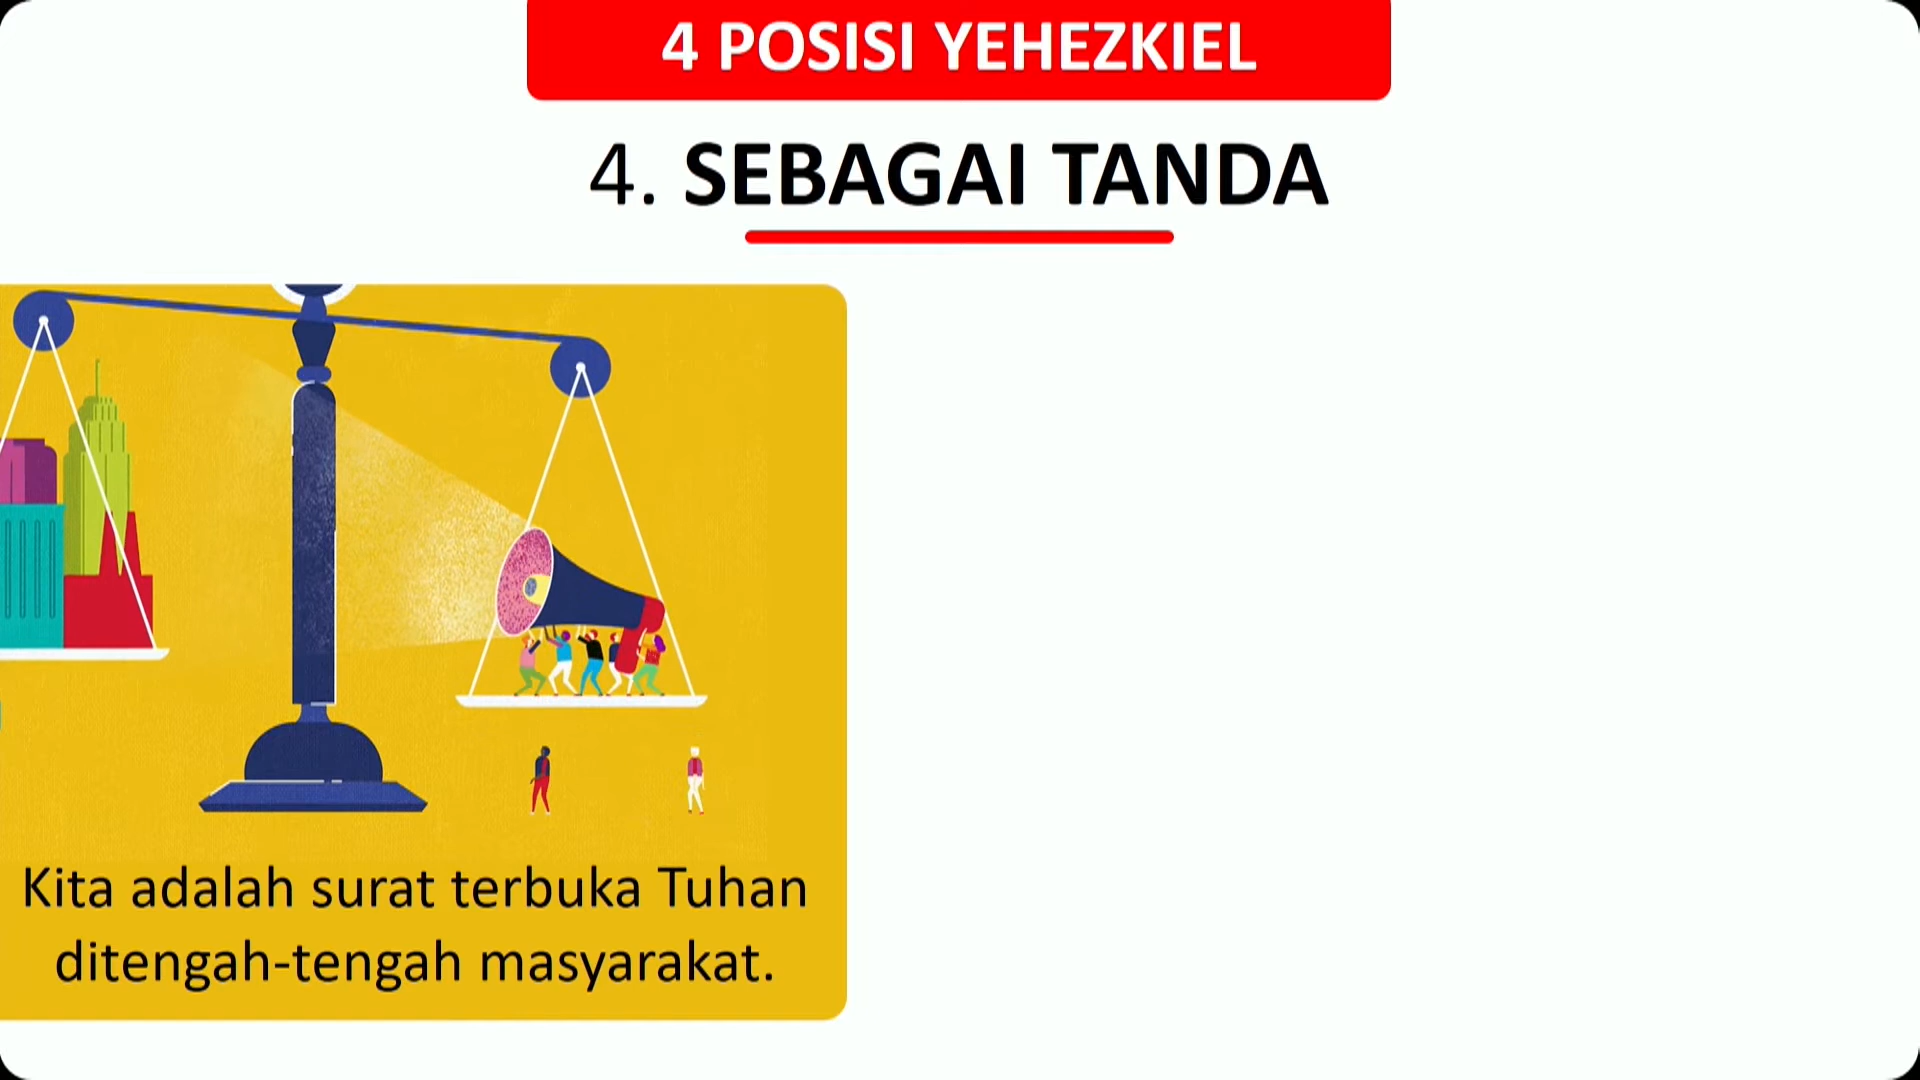 4 POSISI YEHEZKIEL
4. SEBAGAI TANDA
Kita adalah surat terbuka Tuhan
ditengah-tengah masyarakat.